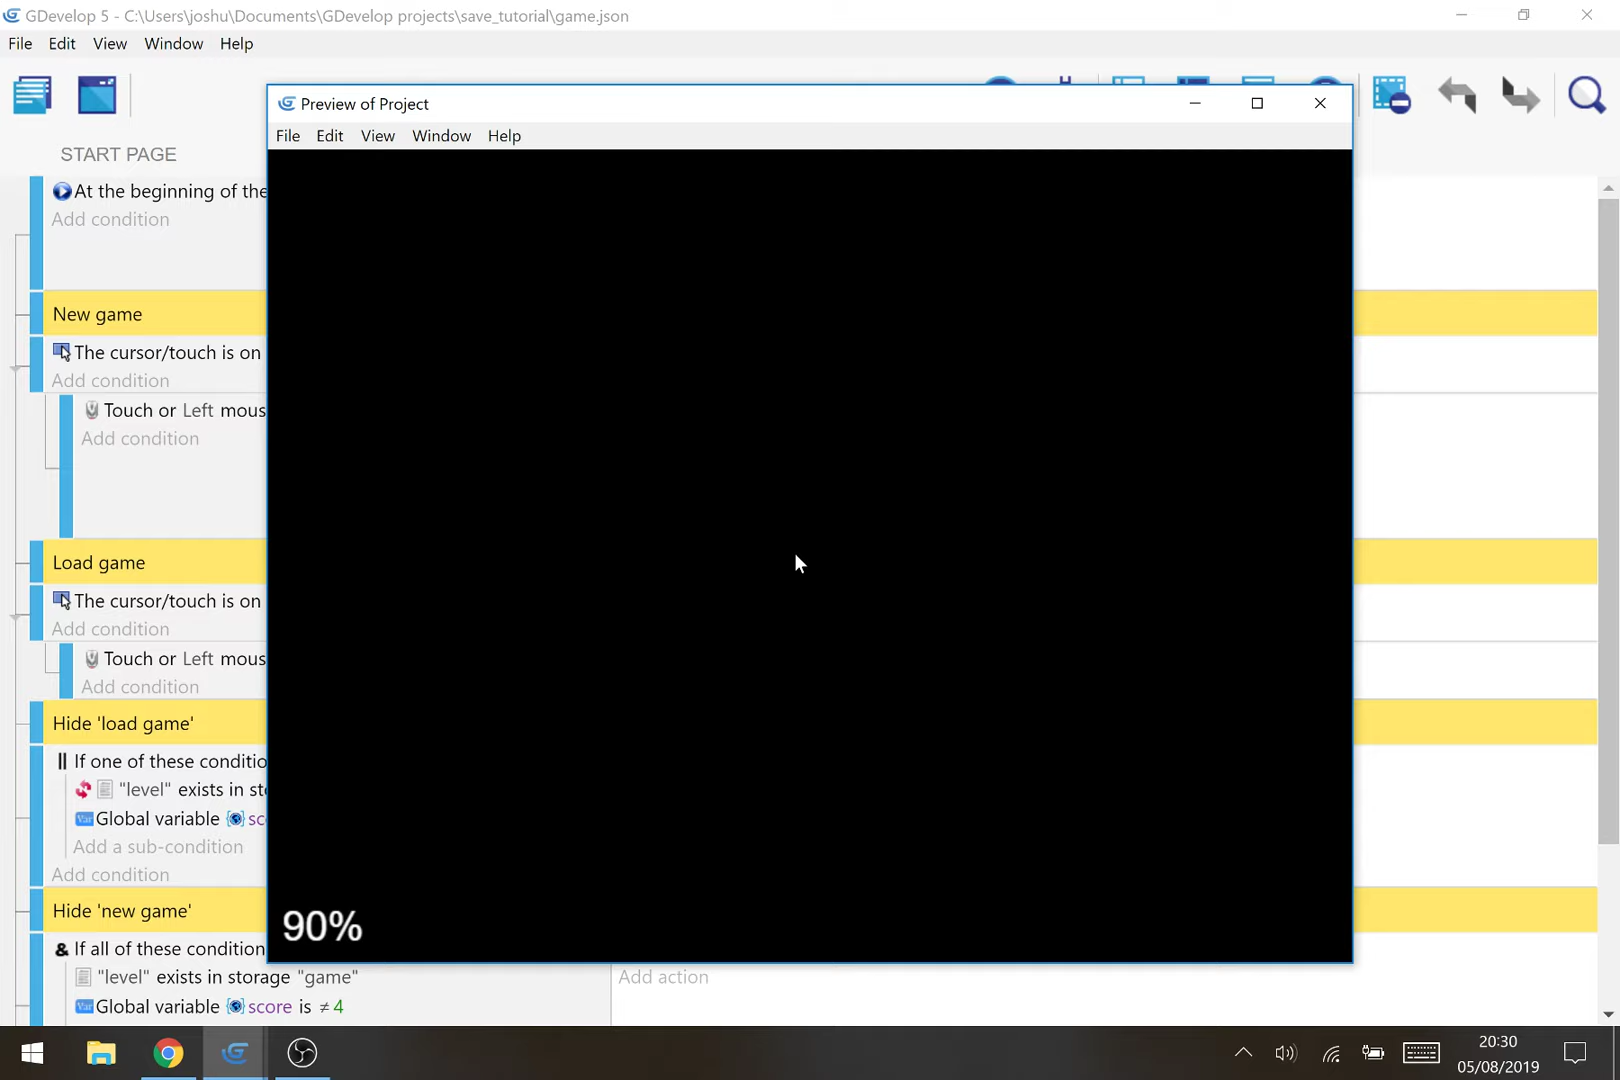 GDevelop 5 - C:\Users\joshu\Documents\GDevelop projects\save_tutorial\game.json
File Edit View Window Help
Preview of Project
File Edit View Window Help
START PAGE
At the beginning of the
Add condition
New game
The cursor/touch is on
Add condition
Touch or Left mous
Add condition
Load game
The cursor/touch is on
Add condition
Touch or Left mous
Add condition
Hide 'load game'
If one of these conditio
"level" exists in sto
Var Global variable sc
Add a sub-condition
Add condition
Hide 'new game'
& If all of these condition
"level" exists in storage "game"
Add action
Var Global variable score is ≠ 4
90%
20:30
05/08/2019